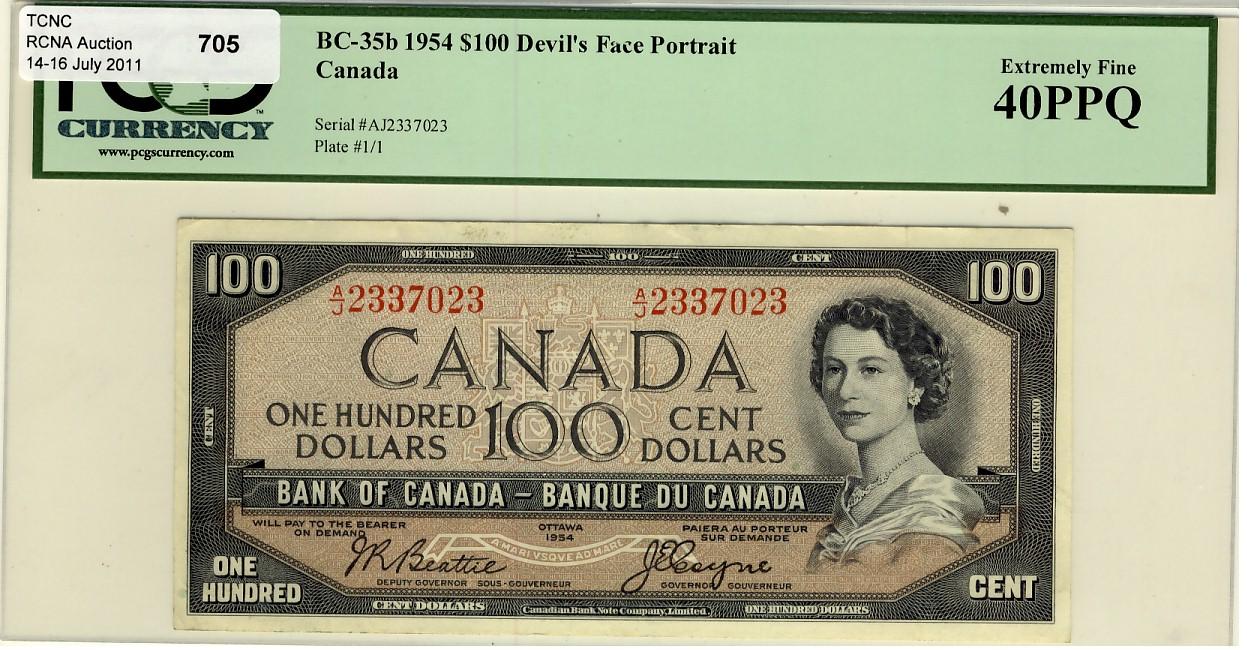 TCNC
RCNA Auction 705
14-16 July 2011
CURRENCY
www.pcgscurrency.com
BC-35b 1954 $100 Devil's Face Portrait
Canada
Serial #AJ2337023
Plate #1/1
Extremely Fine
40PPQ
ONE HUNDRED 100 CENT
100 100
A/J 2337023 A/J 2337023
CANADA
ONE HUNDRED DOLLARS 100 CENT DOLLARS
BANK OF CANADA – BANQUE DU CANADA
WILL PAY TO THE BEARER ON DEMAND
OTTAWA
1954
PAIERA AU PORTEUR SUR DEMANDE
A MARI VSQVE AD MARE
JRBeattie
JECoyne
DEPUTY GOVERNOR SOUS-GOUVERNEUR
GOVERNOR GOUVERNEUR
ONE HUNDRED
CENT
CENT DOLLARS Canadian Bank Note Company, Limited. ONE HUNDRED DOLLARS